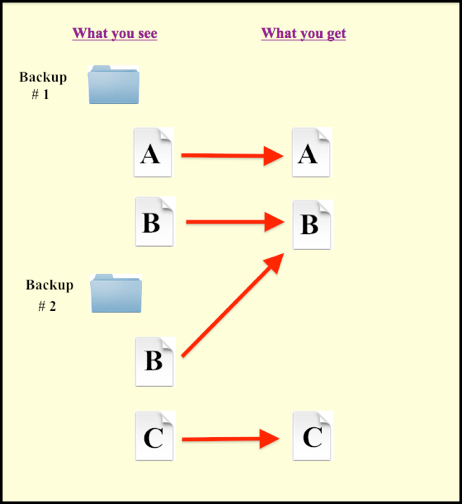 What you see What you get
Backup
# 1
A A
B B
Backup
# 2
B
C C